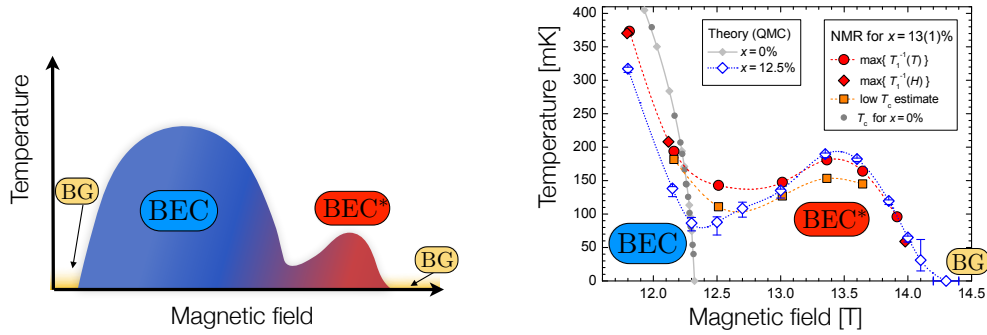 Temperature
BG
BEC
BEC*
BG
Magnetic field
Temperature [mK]
400
350
300
250
200
150
100
50
0
Theory (QMC)
x = 0%
x = 12.5%
NMR for x = 13(1)%
max{ T₁⁻¹(T) }
max{ T₁⁻¹(H) }
low T_c estimate
T_c for x = 0%
BEC
BEC*
BG
12.0 12.5 13.0 13.5 14.0 14.5
Magnetic field [T]